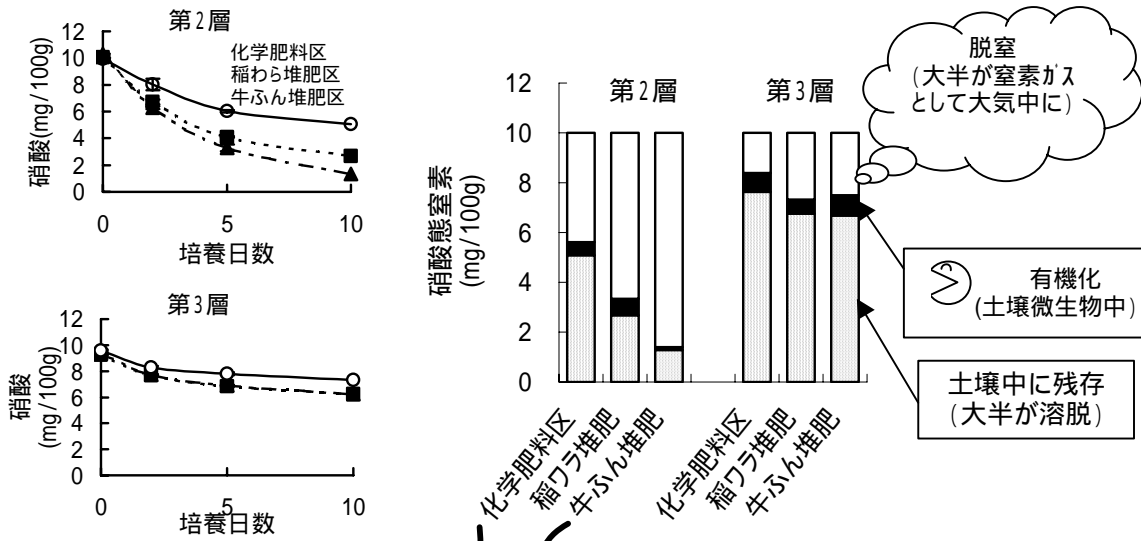 第2層
化学肥料区
稲わら堆肥区
牛ふん堆肥区
硝酸(mg/100g)
12
10
8
6
4
2
0
0
5
10
培養日数
第3層
硝酸
(mg/100g)
12
10
8
6
4
2
0
0
5
10
培養日数
硝酸態窒素
(mg/100g)
12
10
8
6
4
2
0
第2層
第3層
化学肥料区
稲ワラ堆肥
牛ふん堆肥
化学肥料区
稲ワラ堆肥
牛ふん堆肥
脱窒
(大半が窒素ガス
として大気中に)
有機化
(土壌微生物中)
土壌中に残存
(大半が溶脱)